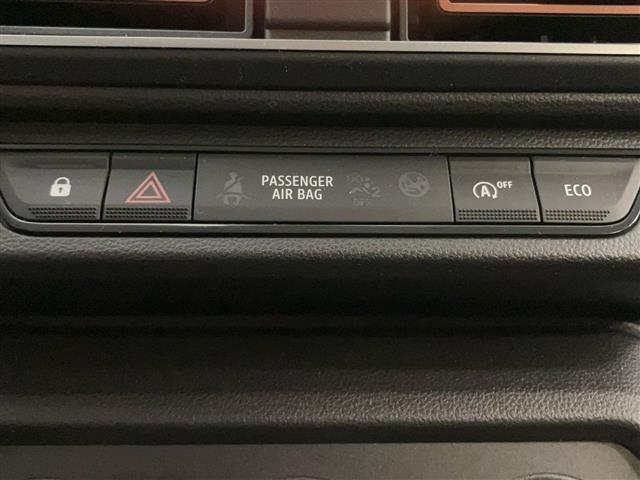 PASSENGER
AIR BAG
A OFF
ECO